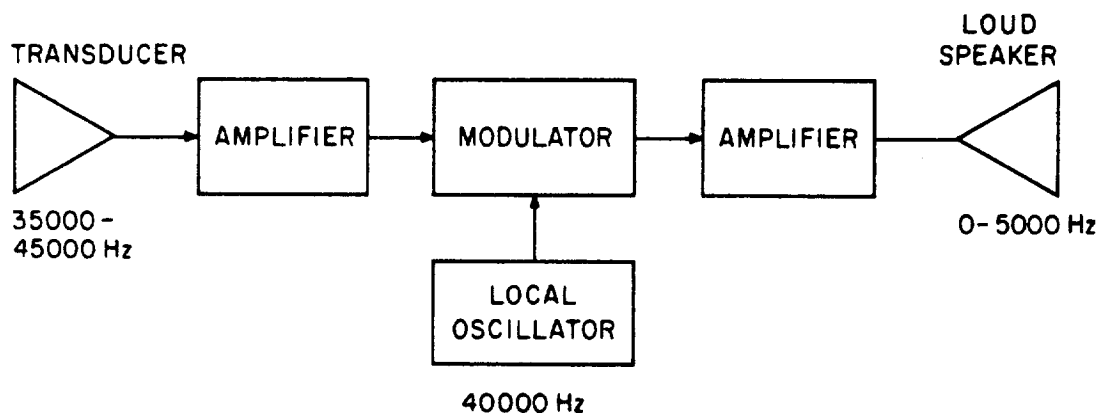 TRANSDUCER
35000-
45000 Hz
AMPLIFIER
MODULATOR
LOCAL
OSCILLATOR
40000 Hz
AMPLIFIER
LOUD
SPEAKER
0-5000 Hz